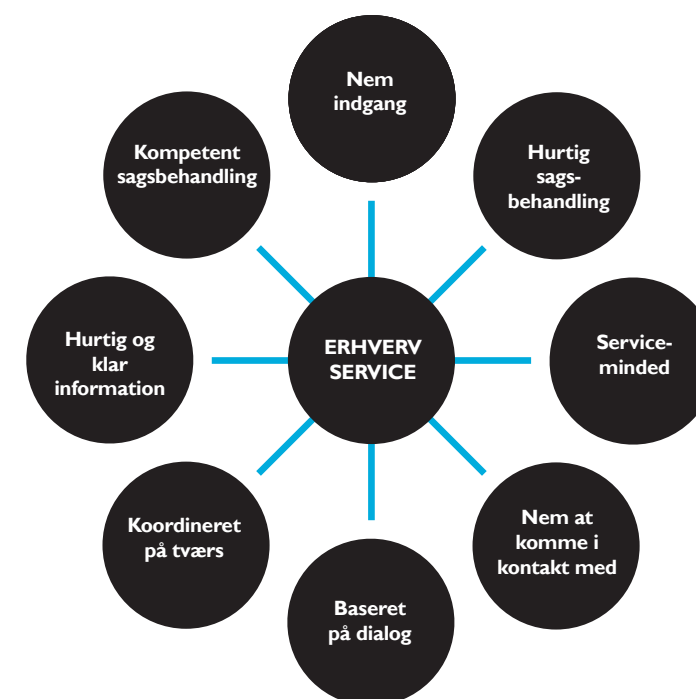 Nem
indgang
Kompetent
sagsbehandling
Hurtig
sags-
behandling
Hurtig og
klar
information
ERHVERV
SERVICE
Service-
minded
Koordineret
på tværs
Nem at
komme i
kontakt med
Baseret
på dialog